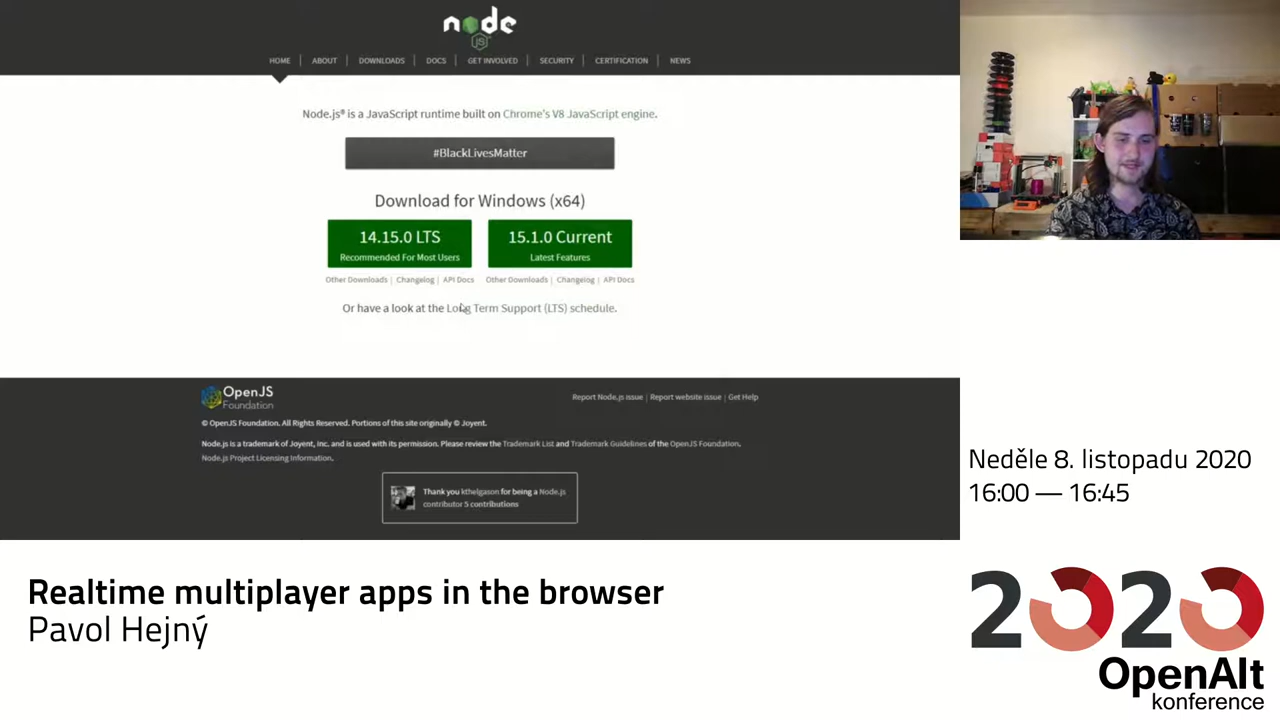 node
JS
HOME | ABOUT | DOWNLOADS | DOCS | GET INVOLVED | SECURITY | CERTIFICATION | NEWS
Node.js® is a JavaScript runtime built on Chrome's V8 JavaScript engine.
#BlackLivesMatter
Download for Windows (x64)
14.15.0 LTS
Recommended For Most Users
15.1.0 Current
Latest Features
Other Downloads | Changelog | API Docs
Other Downloads | Changelog | API Docs
Or have a look at the Long Term Support (LTS) schedule.
OpenJS
Foundation
Report Node.js issue | Report website issue | Get Help
© OpenJS Foundation. All Rights Reserved. Portions of this site originally © Joyent.
Node.js is a trademark of Joyent, Inc. and is used with its permission. Please review the Trademark List and Trademark Guidelines of the OpenJS Foundation.
Node.js Project Licensing Information.
Thank you kthelgason for being a Node.js
contributor 5 contributions
Neděle 8. listopadu 2020
16:00 — 16:45
Realtime multiplayer apps in the browser
Pavol Hejný
2020
OpenAlt
konference